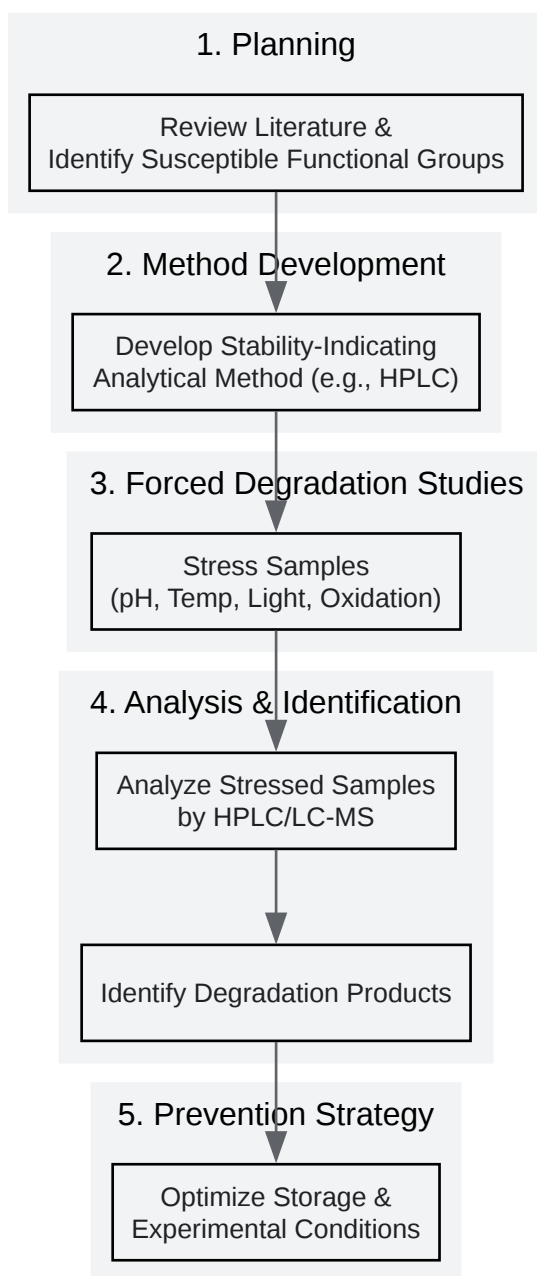 1. Planning
Review Literature &
Identify Susceptible Functional Groups
2. Method Development
Develop Stability-Indicating
Analytical Method (e.g., HPLC)
3. Forced Degradation Studies
Stress Samples
(pH, Temp, Light, Oxidation)
4. Analysis & Identification
Analyze Stressed Samples
by HPLC/LC-MS
Identify Degradation Products
5. Prevention Strategy
Optimize Storage &
Experimental Conditions